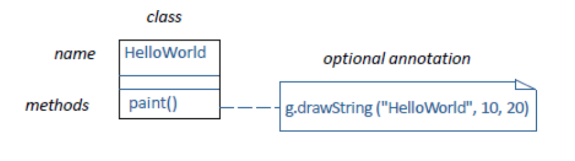 class
name
HelloWorld
optional annotation
methods
paint()
g.drawString ("HelloWorld", 10, 20)